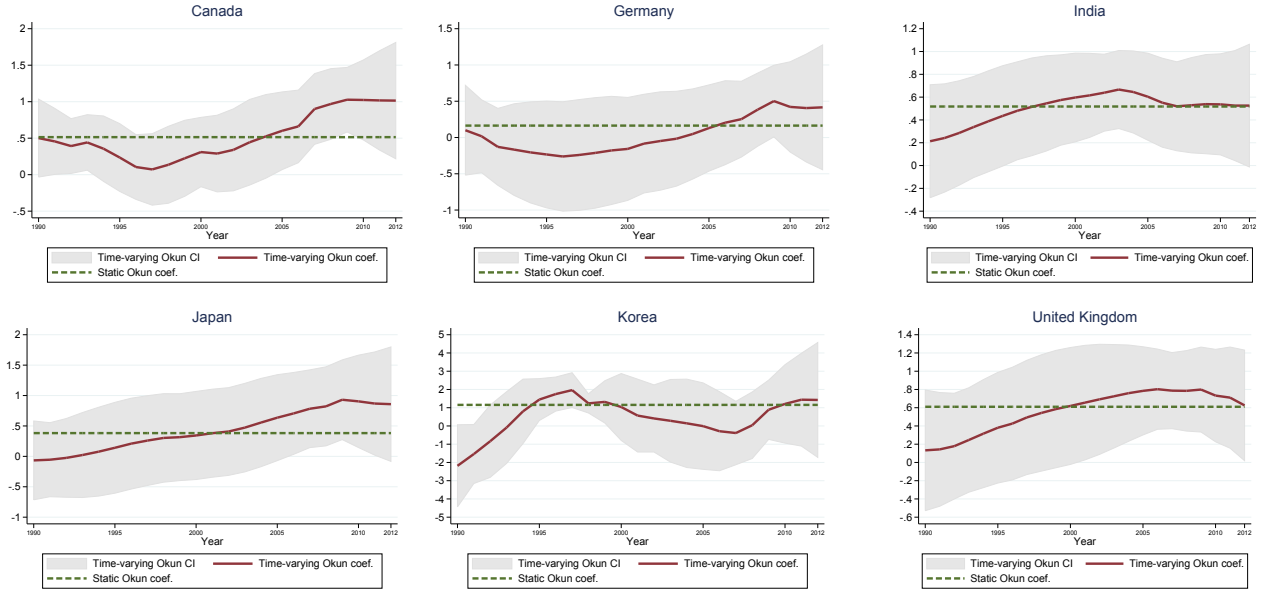 Canada
2
1.5
1
.5
0
-.5
1990 1995 2000 2005 2010 2012
Year
Time-varying Okun CI Time-varying Okun coef.
Static Okun coef.
Germany
1.5
1
.5
0
-.5
-1
1990 1995 2000 2005 2010 2012
Year
Time-varying Okun CI Time-varying Okun coef.
Static Okun coef.
India
1.2
1
.8
.6
.4
.2
0
-.2
-.4
1990 1995 2000 2005 2010 2012
Year
Time-varying Okun CI Time-varying Okun coef.
Static Okun coef.
Japan
2
1.5
1
.5
0
-.5
-1
1990 1995 2000 2005 2010 2012
Year
Time-varying Okun CI Time-varying Okun coef.
Static Okun coef.
Korea
5
4
3
2
1
0
-1
-2
-3
-4
-5
1990 1995 2000 2005 2010 2012
Year
Time-varying Okun CI Time-varying Okun coef.
Static Okun coef.
United Kingdom
1.4
1.2
1
.8
.6
.4
.2
0
-.2
-.4
-.6
1990 1995 2000 2005 2010 2012
Year
Time-varying Okun CI Time-varying Okun coef.
Static Okun coef.